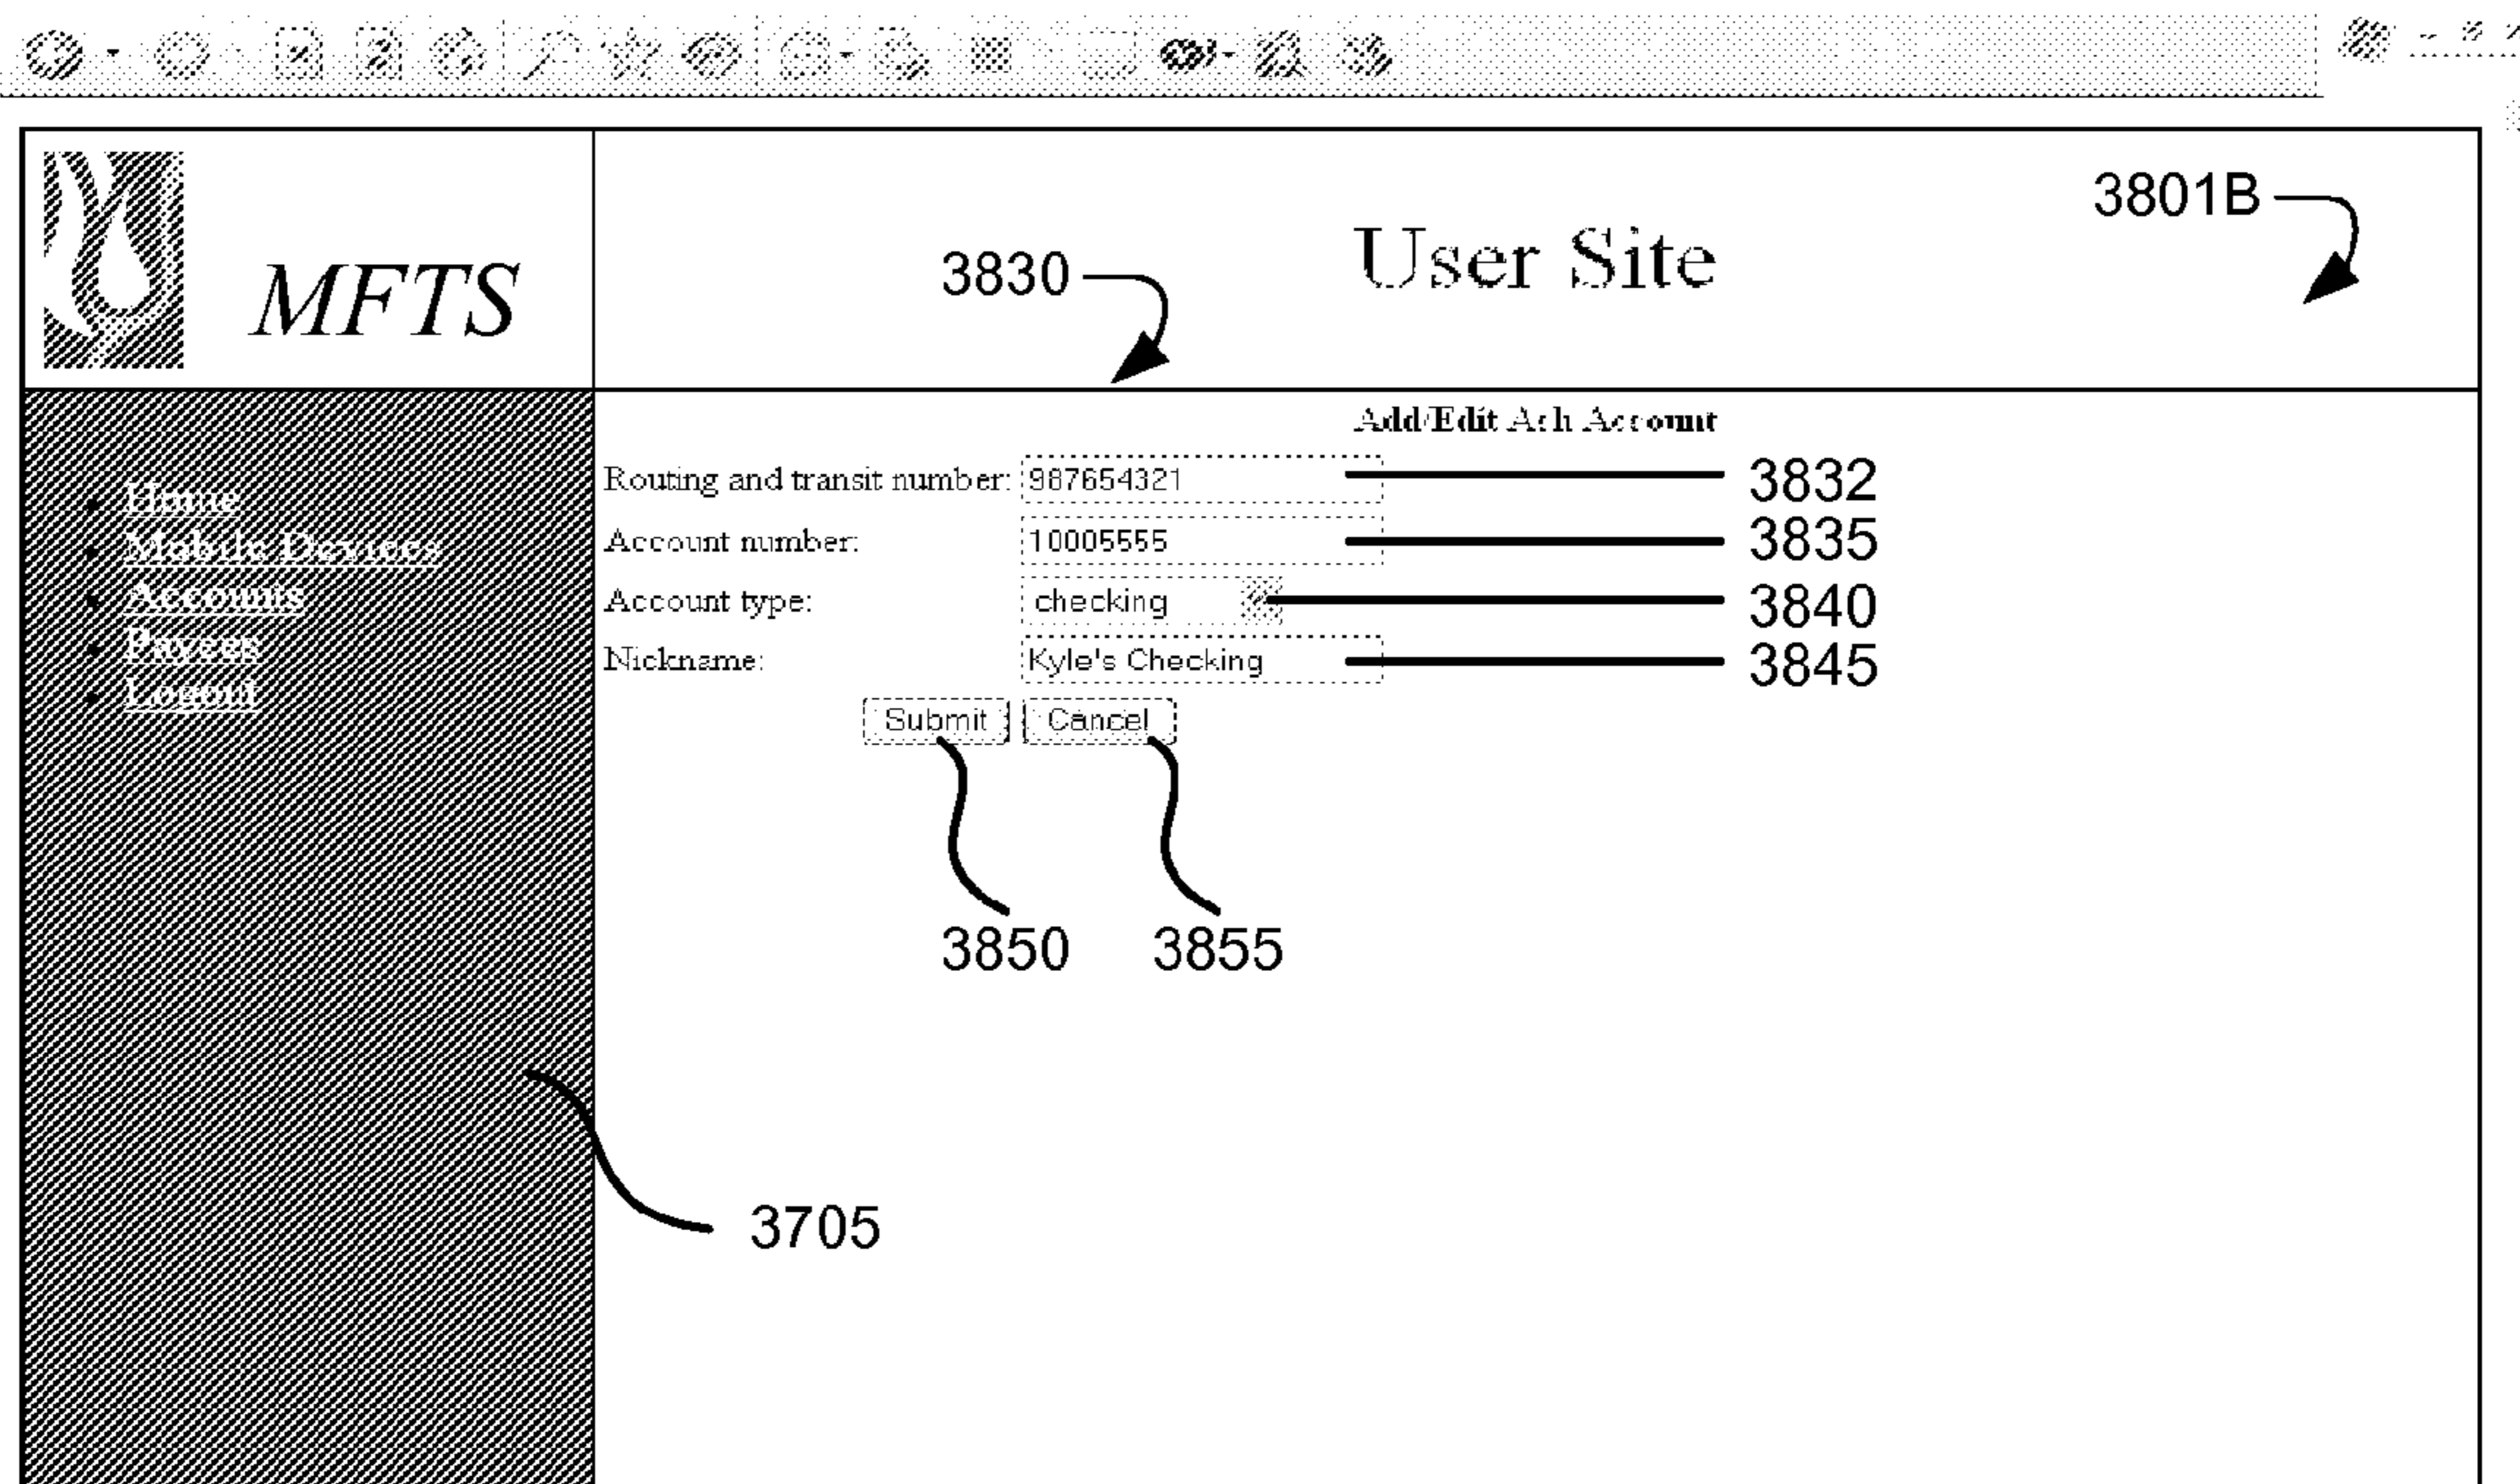 3801B
3830
User Site
MFTS
Add/Edit Ach Account
Home
Mobile Devices
Accounts
Payees
Logout
Routing and transit number: 987654321 3832
Account number: 10005555 3835
Account type: checking 3840
Nickname: Kyle's Checking 3845
Submit Cancel
3850 3855
3705